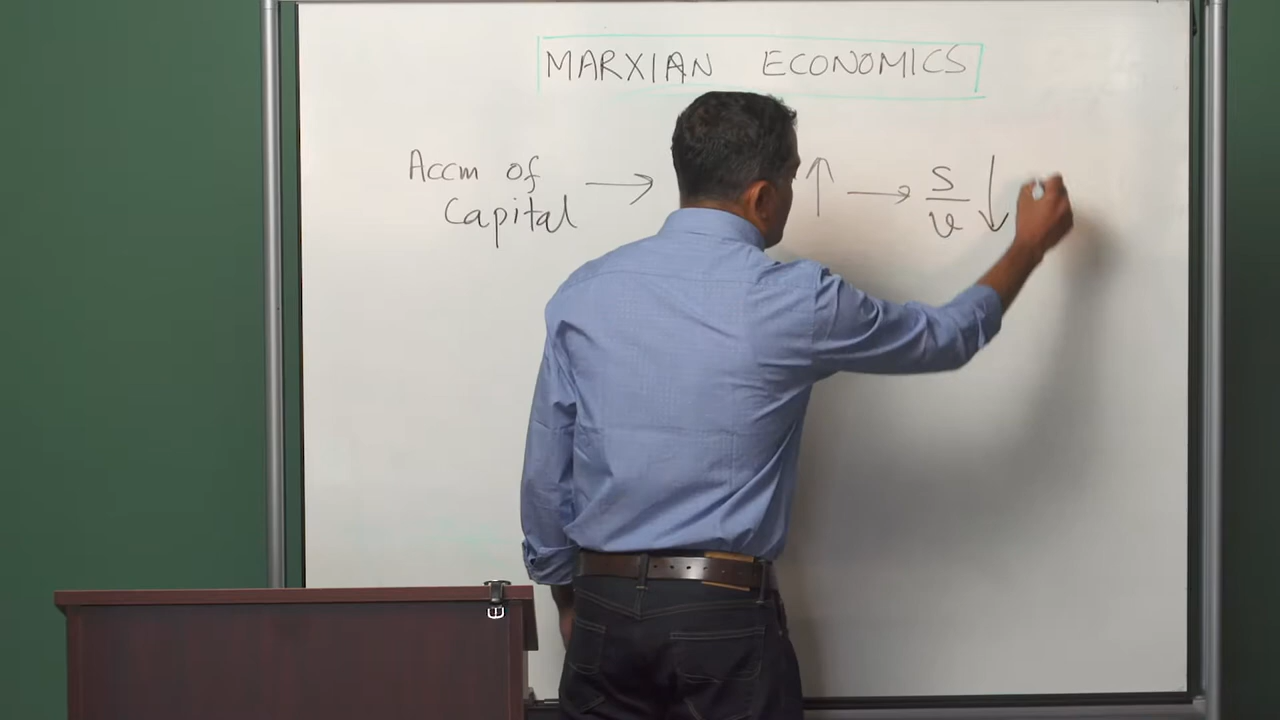 MARXIAN ECONOMICS
Accm of → ↑ → s/v ↓
Capital